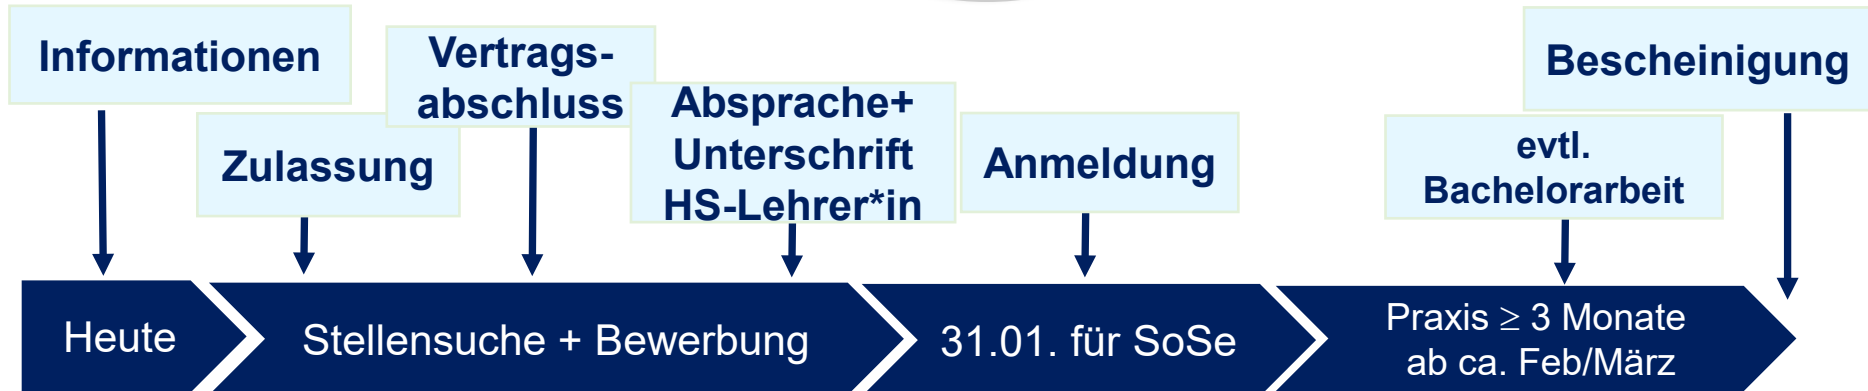 Informationen
Zulassung
Vertrags-
abschluss
Absprache+
Unterschrift
HS-Lehrer*in
Anmeldung
evtl.
Bachelorarbeit
Bescheinigung
Heute
Stellensuche + Bewerbung
31.01. für SoSe
Praxis ≥ 3 Monate
ab ca. Feb/März